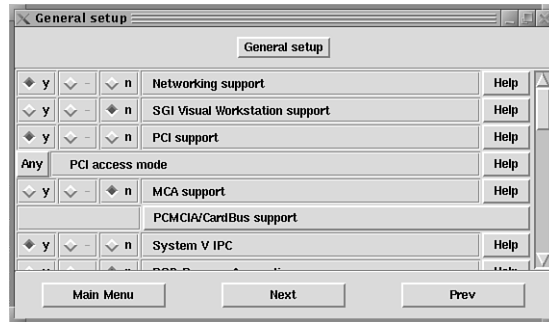 General setup
General setup
y - n Networking support Help
y - n SGI Visual Workstation support Help
y - n PCI support Help
Any PCI access mode Help
y - n MCA support Help
PCMCIA/CardBus support
y - n System V IPC Help
Main Menu Next Prev